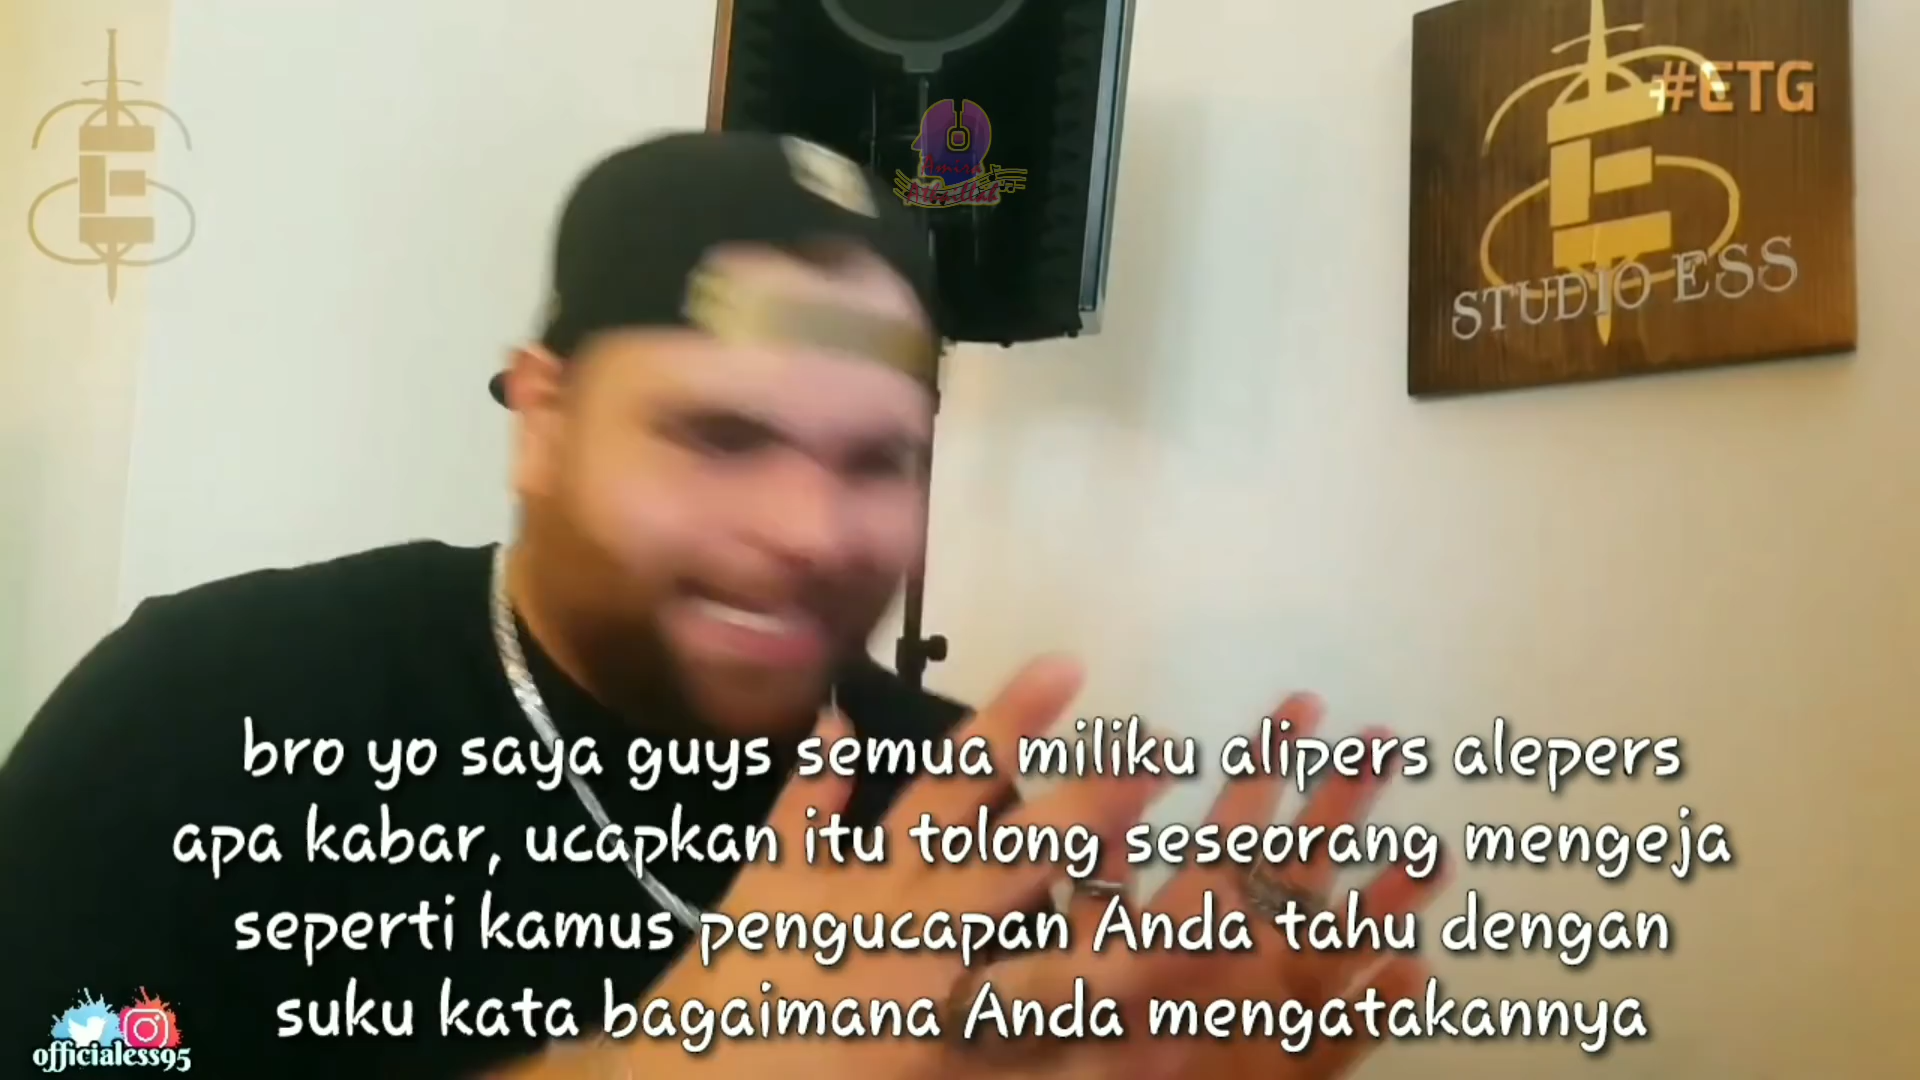 #ETG
STUDIO ESS
Amira
bro yo saya guys semua miliku alipers alepers
apa kabar, ucapkan itu tolong seseorang mengeja
seperti kamus pengucapan Anda tahu dengan
suku kata bagaimana Anda mengatakannya
officialess95